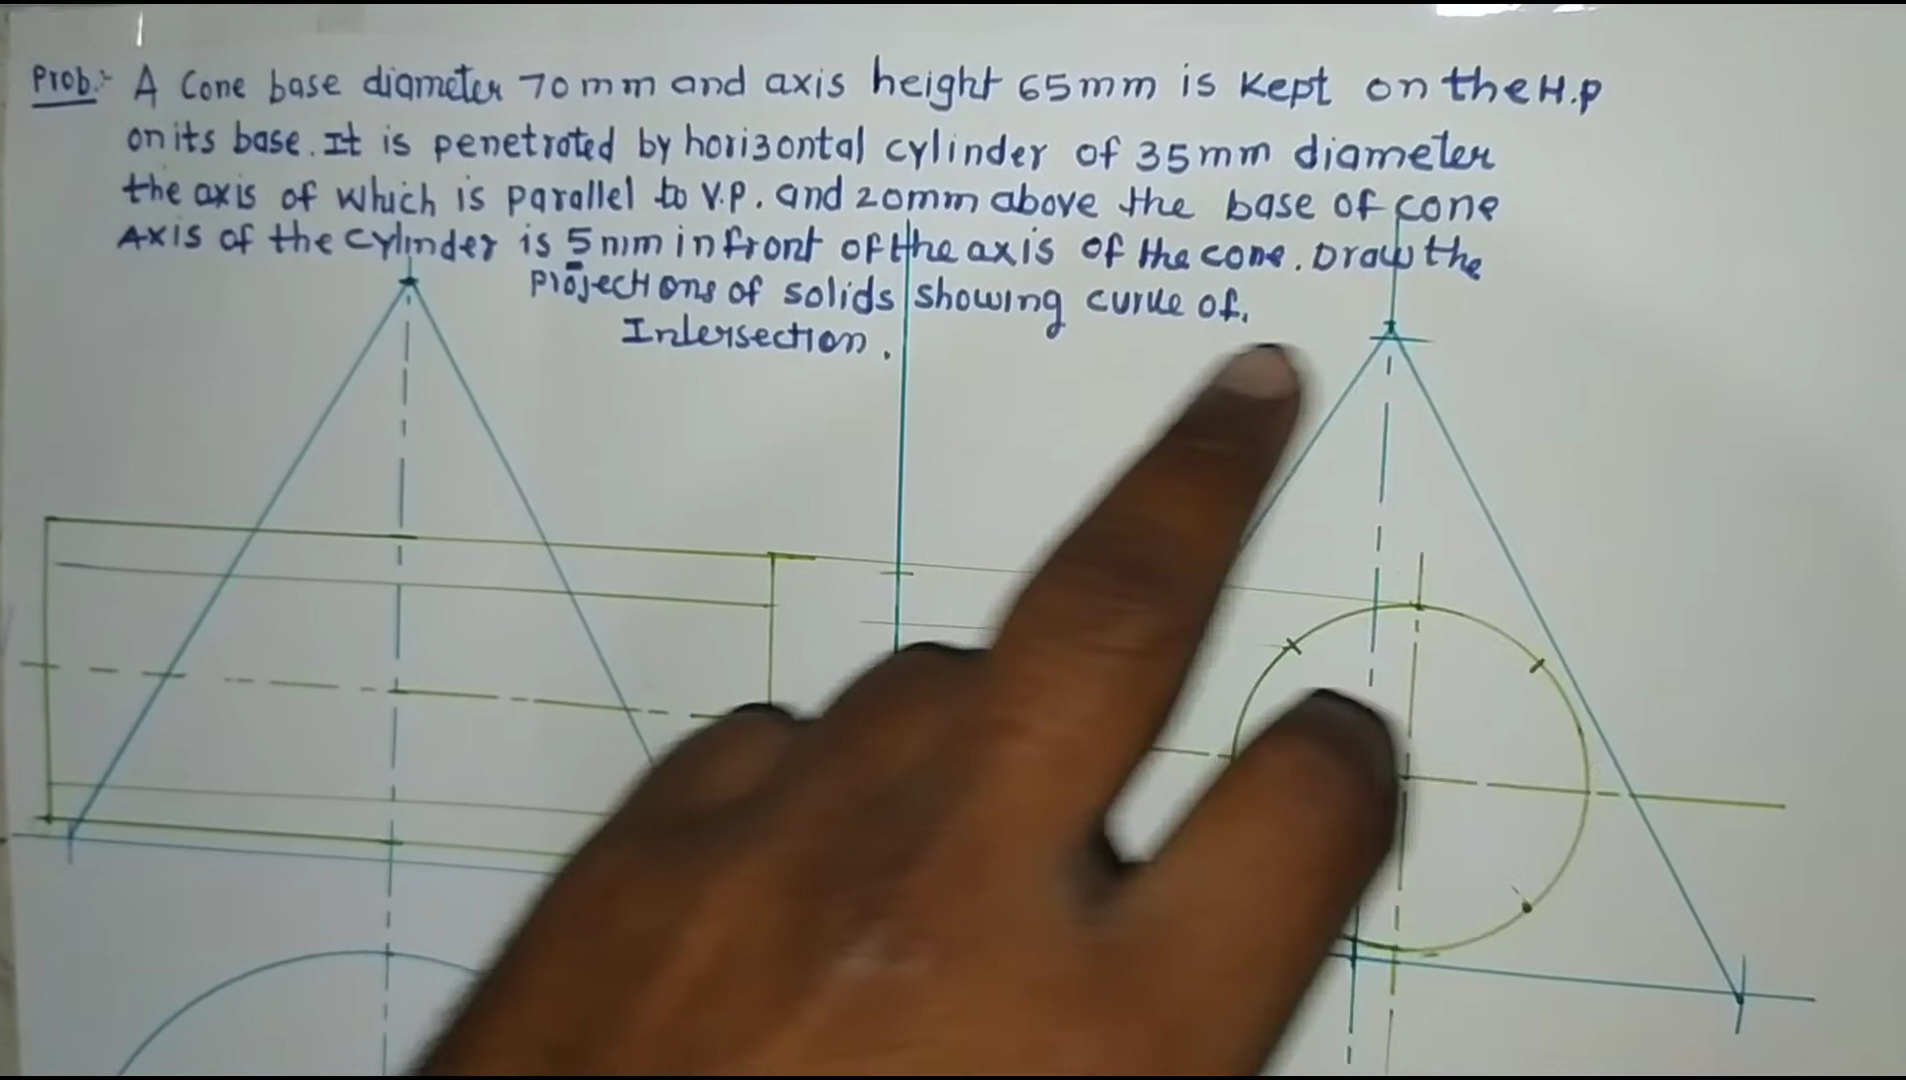 Prob:- A Cone base diameter 70 mm and axis height 65mm is kept on the H.P
on its base. It is penetrated by horizontal cylinder of 35mm diameter
the axis of which is parallel to V.P. and 20mm above the base of cone
Axis of the cylinder is 5mm infront of the axis of the cone. Draw the
Projections of solids showing curve of.
Intersection.